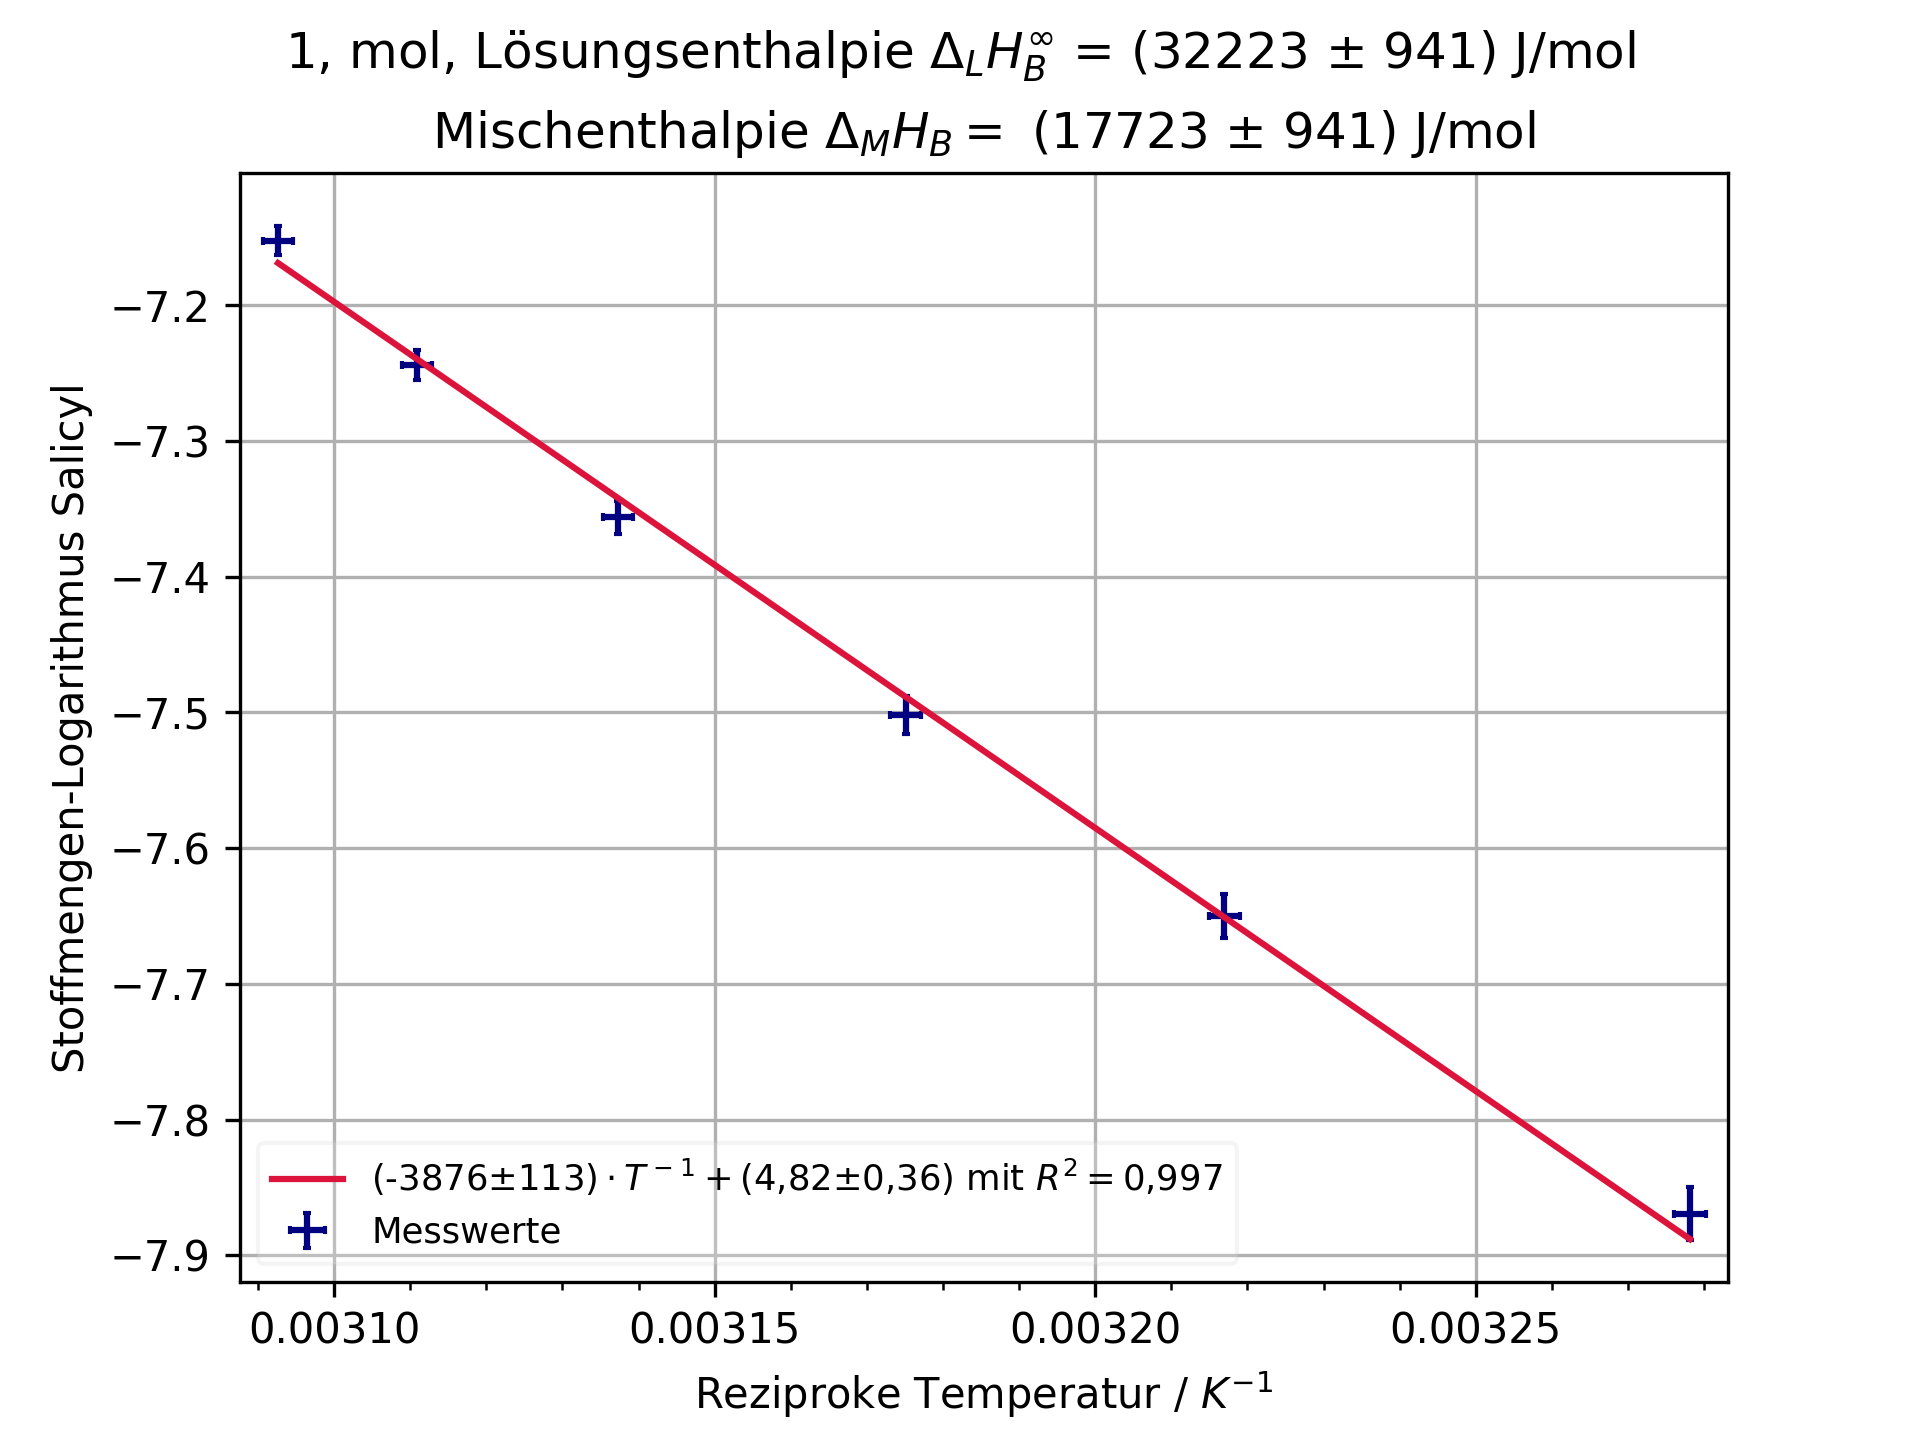 1, mol, Lösungsenthalpie Δ_L H_B^∞ = (32223 ± 941) J/mol
Mischenthalpie Δ_M H_B = (17723 ± 941) J/mol
Stoffmengen-Logarithmus Salicyl
−7.2
−7.3
−7.4
−7.5
−7.6
−7.7
−7.8
−7.9
(-3876±113) · T⁻¹ + (4,82±0,36) mit R² = 0,997
Messwerte
0.00310 0.00315 0.00320 0.00325
Reziproke Temperatur / K⁻¹